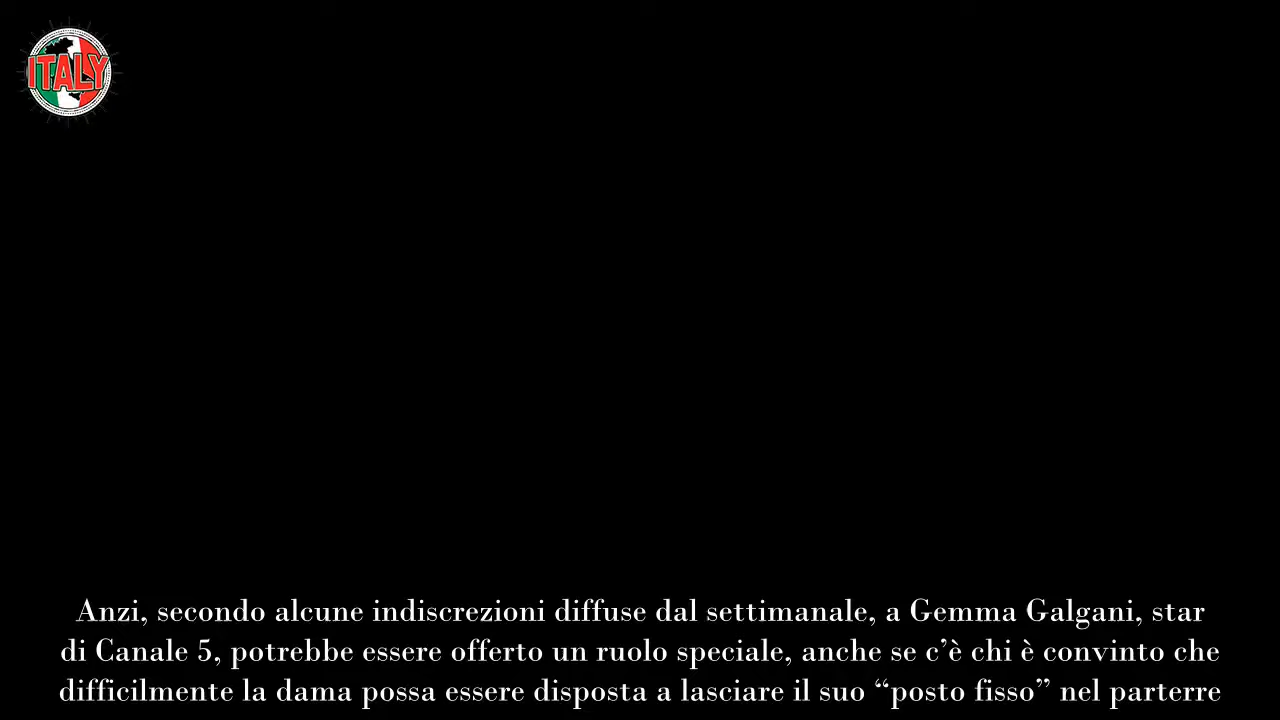 ITALY
Anzi, secondo alcune indiscrezioni diffuse dal settimanale, a Gemma Galgani, star
di Canale 5, potrebbe essere offerto un ruolo speciale, anche se c’è chi è convinto che
difficilmente la dama possa essere disposta a lasciare il suo “posto fisso” nel parterre